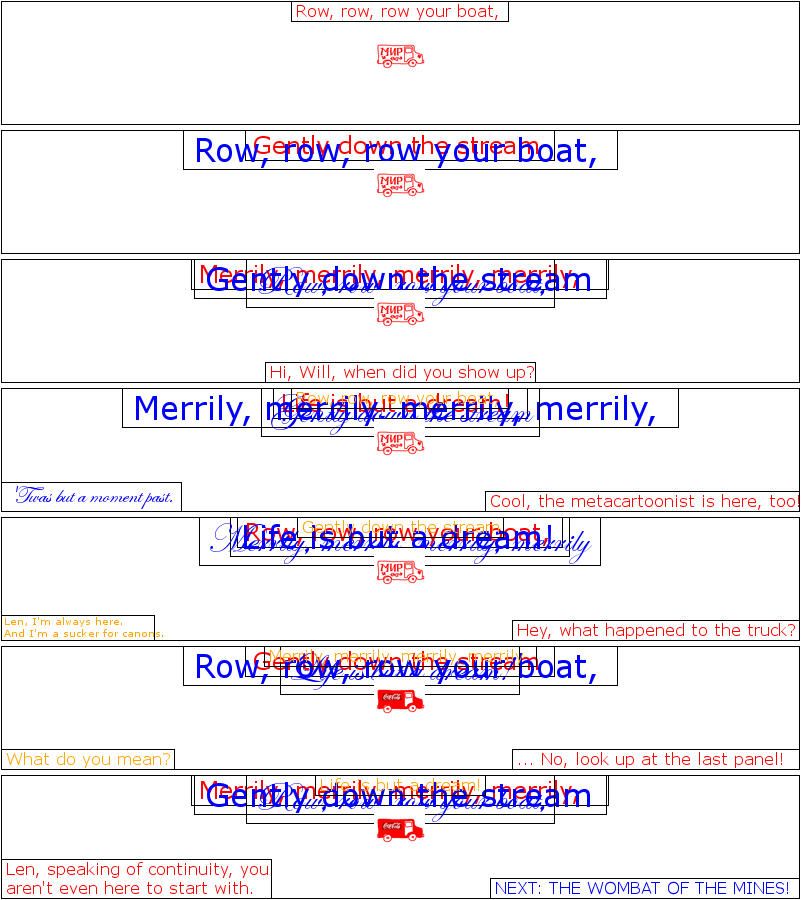 Row, row, row your boat,
МИР
Gently down the stream
Row, row, row your boat,
МИР
Merrily, merrily, merrily, merrily,
Gently down the stream
Row, row, row your boat,
МИР
Hi, Will, when did you show up?
Row, row, row your boat,
Life is but a dream!
Merrily, merrily, merrily, merrily,
Gently down the stream
МИР
'Twas but a moment past.
Cool, the metacartoonist is here, too!
Gently down the stream
Row, row, row your boat,
Life is but a dream!
Merrily, merrily, merrily, merrily
МИР
Len, I'm always here.
And I'm a sucker for canons.
Hey, what happened to the truck?
Merrily, merrily, merrily, merrily
Gently down the stream
Row, row, row your boat,
Life is but a dream!
Coca-Cola
What do you mean?
... No, look up at the last panel!
Life is but a dream!
Merrily, merrily, merrily, merrily,
Gently down the stream
Row, row, row your boat,
Coca-Cola
Len, speaking of continuity, you
aren't even here to start with.
NEXT: THE WOMBAT OF THE MINES!